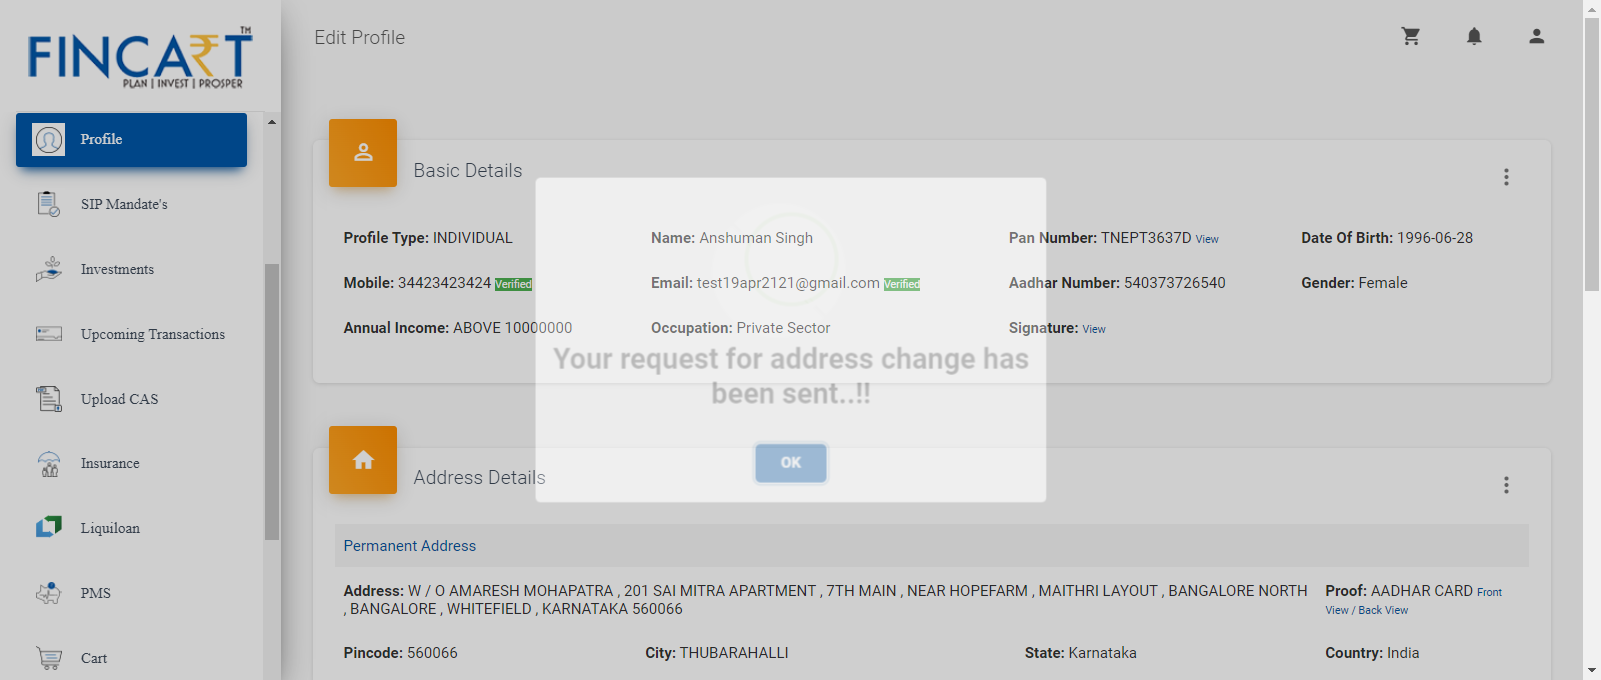 FINCART™
PLAN | INVEST | PROSPER
Profile
SIP Mandate's
Investments
Upcoming Transactions
Upload CAS
Insurance
Liquiloan
PMS
Cart
Edit Profile
Basic Details
Profile Type: INDIVIDUAL
Name: Anshuman Singh
Pan Number: TNEPT3637D View
Date Of Birth: 1996-06-28
Mobile: 34423423424 Verified
Email: test19apr2121@gmail.com Verified
Aadhar Number: 540373726540
Gender: Female
Annual Income: ABOVE 10000000
Occupation: Private Sector
Signature: View
Your request for address change has
been sent..!!
OK
Address Details
Permanent Address
Address: W / O AMARESH MOHAPATRA , 201 SAI MITRA APARTMENT , 7TH MAIN , NEAR HOPEFARM , MAITHRI LAYOUT , BANGALORE NORTH
, BANGALORE , WHITEFIELD , KARNATAKA 560066
Proof: AADHAR CARD Front
View / Back View
Pincode: 560066
City: THUBARAHALLI
State: Karnataka
Country: India